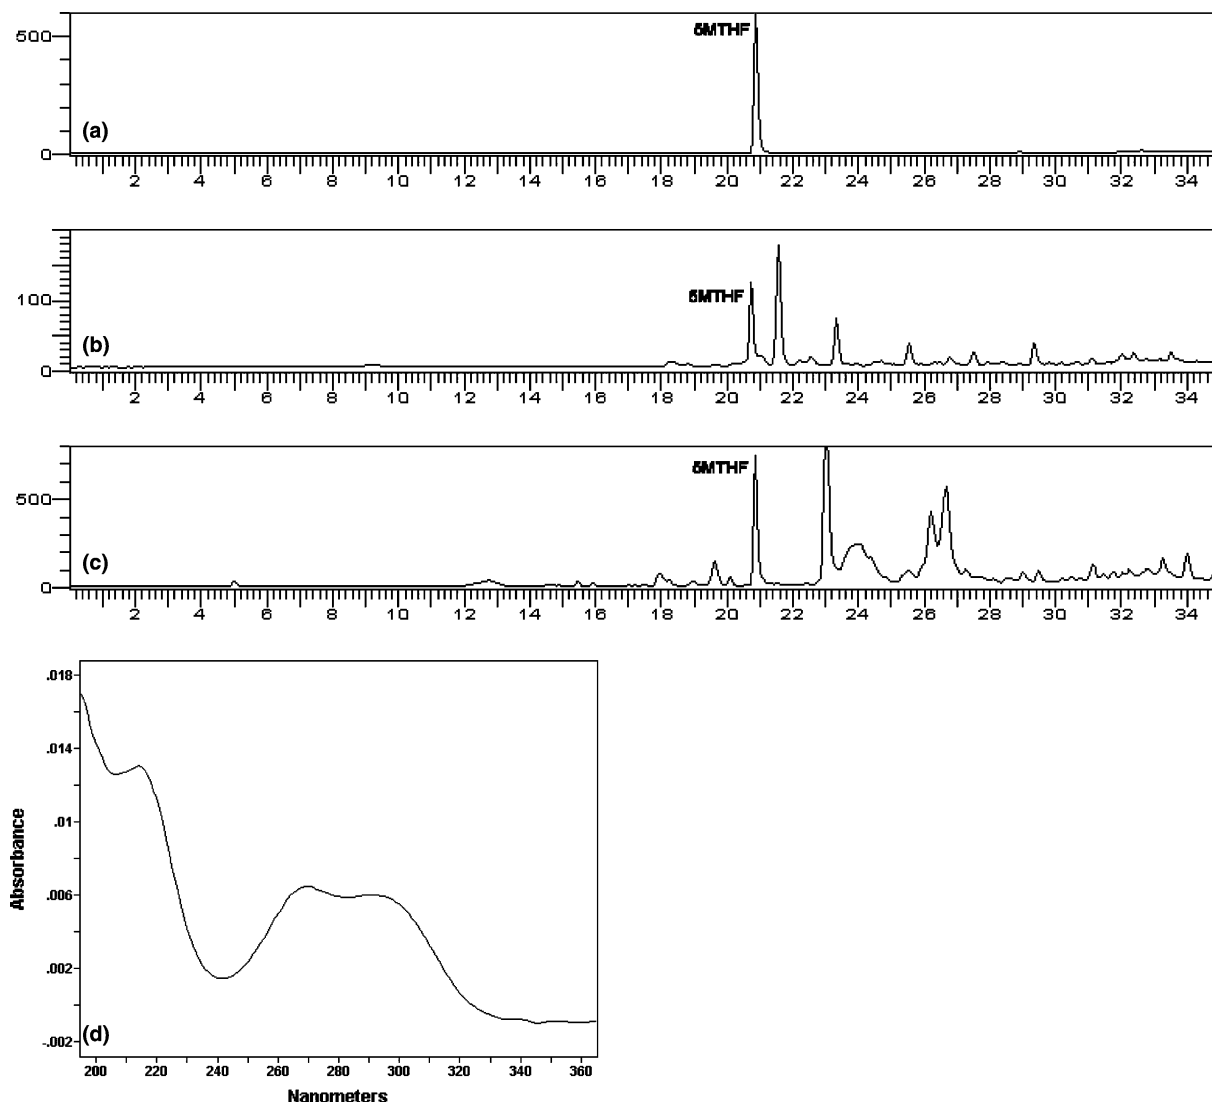 5MTHF
500
(a)
0
2 4 6 8 10 12 14 16 18 20 22 24 26 28 30 32 34
5MTHF
100
(b)
0
2 4 6 8 10 12 14 16 18 20 22 24 26 28 30 32 34
5MTHF
500
(c)
0
2 4 6 8 10 12 14 16 18 20 22 24 26 28 30 32 34
.018
.014
.01
.006
.002
-.002
Absorbance
(d)
200 220 240 260 280 300 320 340 360
Nanometers